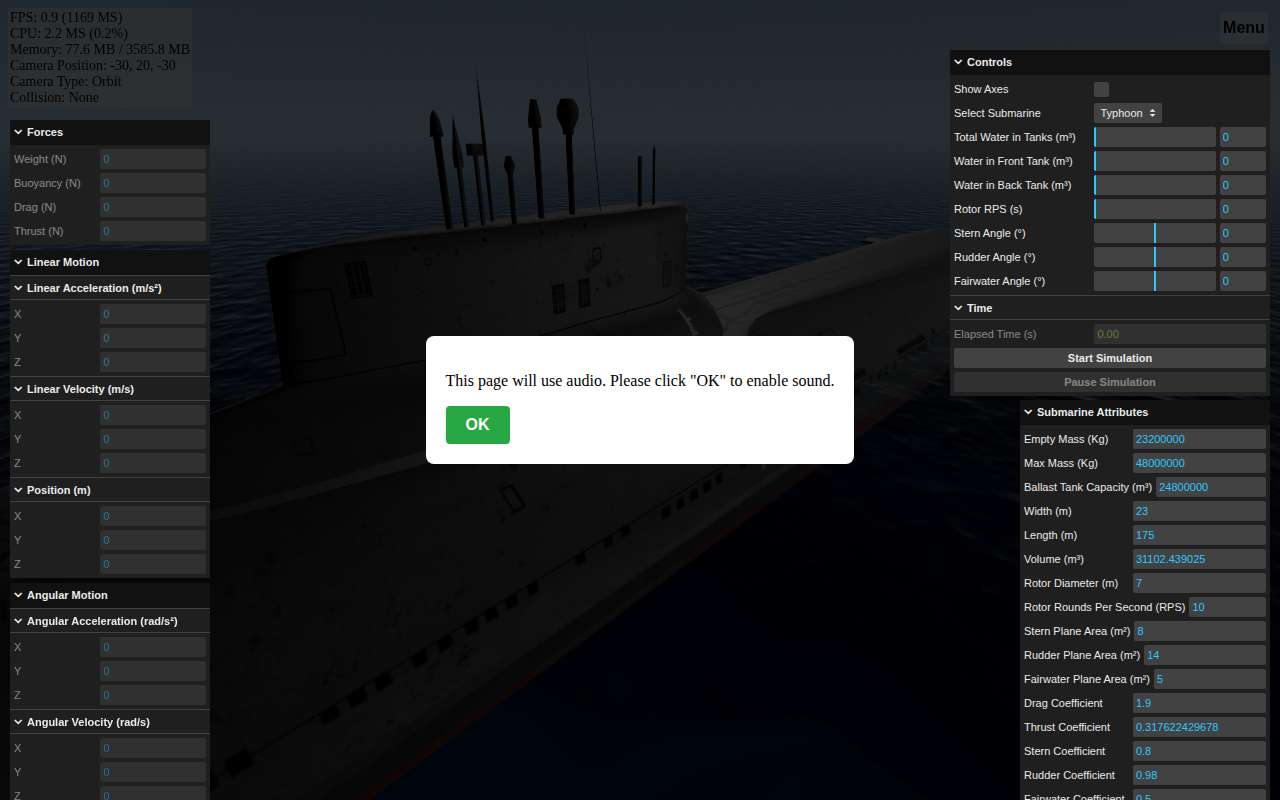 FPS: 0.9 (1169 MS)
CPU: 2.2 MS (0.2%)
Memory: 77.6 MB / 3585.8 MB
Camera Position: -30, 20, -30
Camera Type: Orbit
Collision: None
Forces
Weight (N) 0
Buoyancy (N) 0
Drag (N) 0
Thrust (N) 0
Linear Motion
Linear Acceleration (m/s²)
X 0
Y 0
Z 0
Linear Velocity (m/s)
X 0
Y 0
Z 0
Position (m)
X 0
Y 0
Z 0
Angular Motion
Angular Acceleration (rad/s²)
X 0
Y 0
Z 0
Angular Velocity (rad/s)
X 0
Y 0
Z 0
This page will use audio. Please click "OK" to enable sound.
OK
Menu
Controls
Show Axes
Select Submarine Typhoon
Total Water in Tanks (m³) 0
Water in Front Tank (m³) 0
Water in Back Tank (m³) 0
Rotor RPS (s) 0
Stern Angle (°) 0
Rudder Angle (°) 0
Fairwater Angle (°) 0
Time
Elapsed Time (s) 0.00
Start Simulation
Pause Simulation
Submarine Attributes
Empty Mass (Kg) 23200000
Max Mass (Kg) 48000000
Ballast Tank Capacity (m³) 24800000
Width (m) 23
Length (m) 175
Volume (m³) 31102.439025
Rotor Diameter (m) 7
Rotor Rounds Per Second (RPS) 10
Stern Plane Area (m²) 8
Rudder Plane Area (m²) 14
Fairwater Plane Area (m²) 5
Drag Coefficient 1.9
Thrust Coefficient 0.317622429678
Stern Coefficient 0.8
Rudder Coefficient 0.98
Fairwater Coefficient 0.5